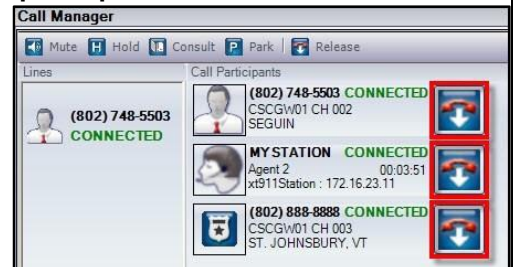 Call Manager
Mute H Hold Consult P Park Release
Lines
Call Participants
(802) 748-5503
CONNECTED
(802) 748-5503 CONNECTED
CSCGW01 CH 002
SEGUIN
MYSTATION CONNECTED
Agent 2 00:03:51
xt911Station : 172.16.23.11
(802) 888-8888 CONNECTED
CSCGW01 CH 003
ST. JOHNSBURY, VT